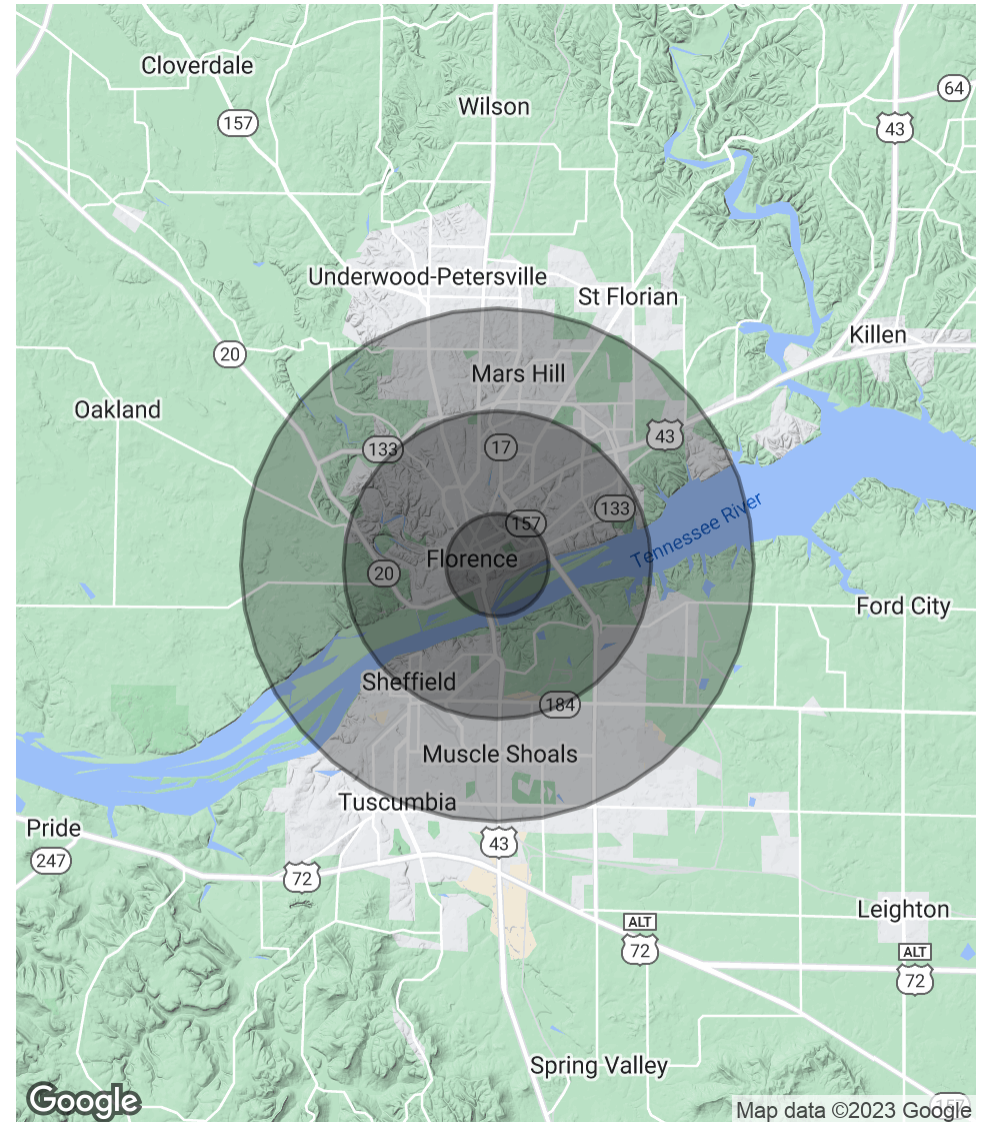 Cloverdale
64
Wilson
157
43
Underwood-Petersville
St Florian
Killen
20
Mars Hill
Oakland
43
133
17
133
157
Tennessee River
Florence
20
Ford City
Sheffield
184
Muscle Shoals
Tuscumbia
Pride
43
247
72
Leighton
ALT
72
ALT
72
Spring Valley
Google
157
Map data ©2023 Google